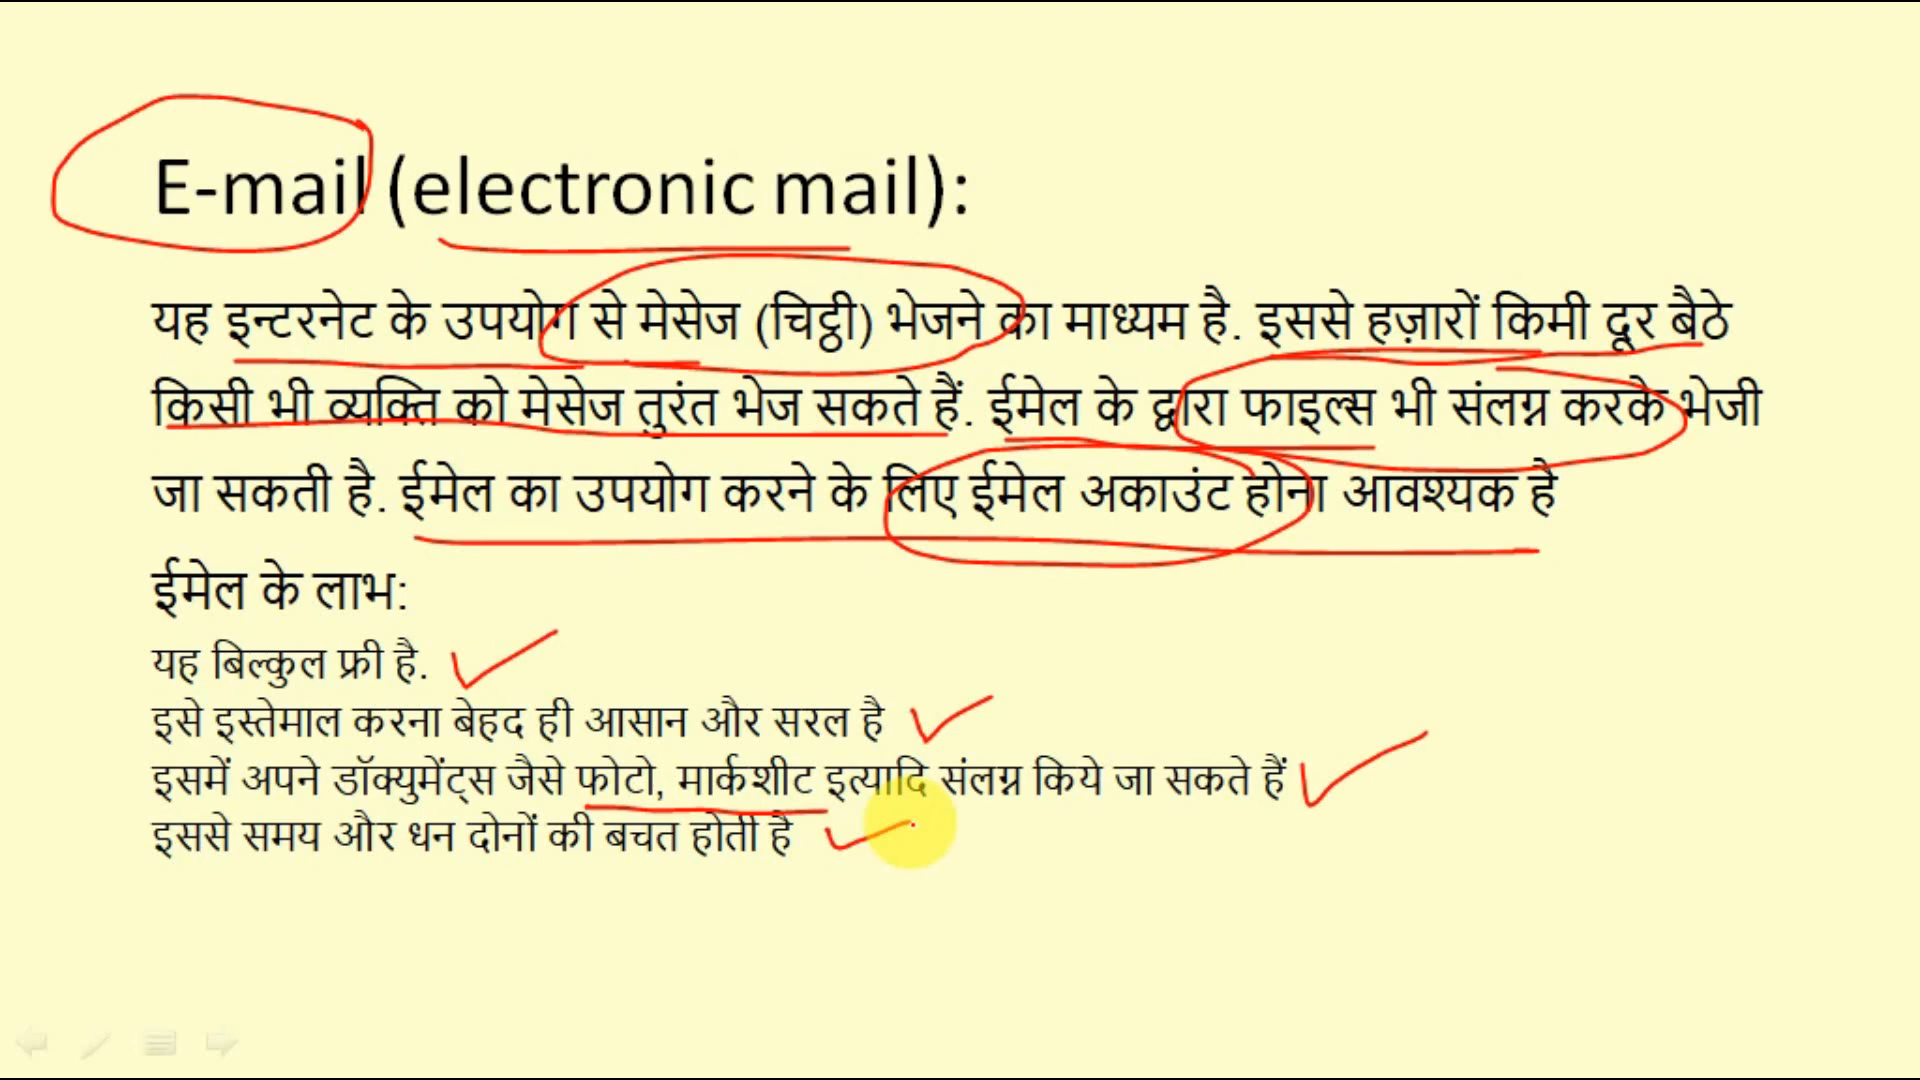 E-mail (electronic mail):
यह इन्टरनेट के उपयोग से मेसेज (चिट्ठी) भेजने का माध्यम है. इससे हज़ारों किमी दूर बैठे
किसी भी व्यक्ति को मेसेज तुरंत भेज सकते हैं. ईमेल के द्वारा फाइल्स भी संलग्न करके भेजी
जा सकती है. ईमेल का उपयोग करने के लिए ईमेल अकाउंट होना आवश्यक है
ईमेल के लाभ:
यह बिल्कुल फ्री है.
इसे इस्तेमाल करना बेहद ही आसान और सरल है
इसमें अपने डॉक्युमेंट्स जैसे फोटो, मार्कशीट इत्यादि संलग्न किये जा सकते हैं
इससे समय और धन दोनों की बचत होती है